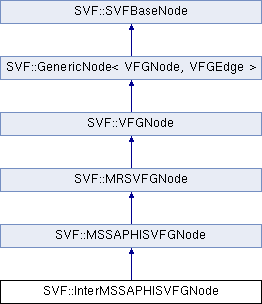 SVF::SVFBaseNode
SVF::GenericNode< VFGNode, VFGEdge >
SVF::VFGNode
SVF::MRSVFGNode
SVF::MSSAPHISVFGNode
SVF::InterMSSAPHISVFGNode